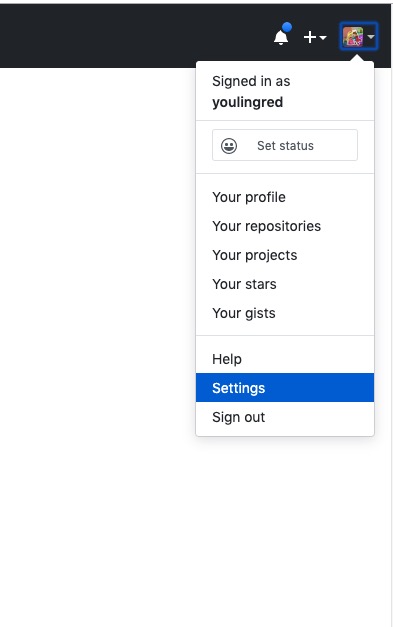 Signed in as
youlingred
Set status
Your profile
Your repositories
Your projects
Your stars
Your gists
Help
Settings
Sign out